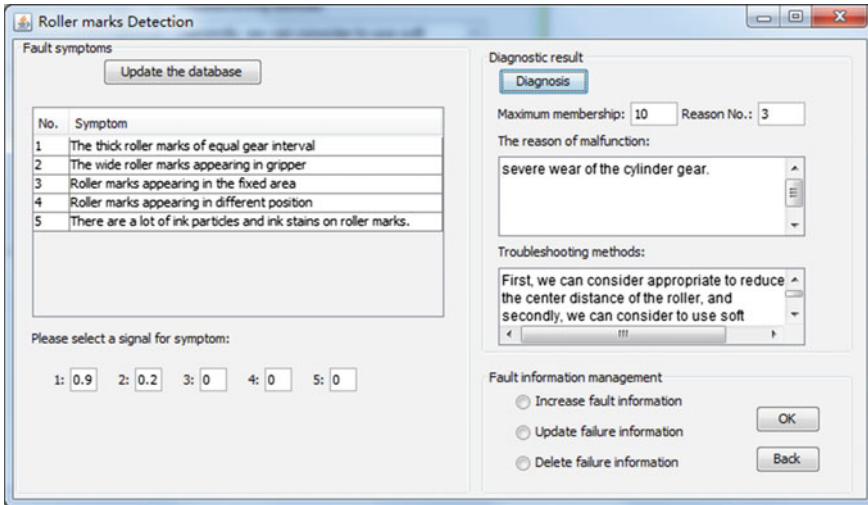 Roller marks Detection
Fault symptoms
Update the database
No. Symptom
1 The thick roller marks of equal gear interval
2 The wide roller marks appearing in gripper
3 Roller marks appearing in the fixed area
4 Roller marks appearing in different position
5 There are a lot of ink particles and ink stains on roller marks.
Please select a signal for symptom:
1: 0.9 2: 0.2 3: 0 4: 0 5: 0
Diagnostic result
Diagnosis
Maximum membership: 10 Reason No.: 3
The reason of malfunction:
severe wear of the cylinder gear.
Troubleshooting methods:
First, we can consider appropriate to reduce
the center distance of the roller, and
secondly, we can consider to use soft
Fault information management
Increase fault information
Update failure information
Delete failure information
OK
Back